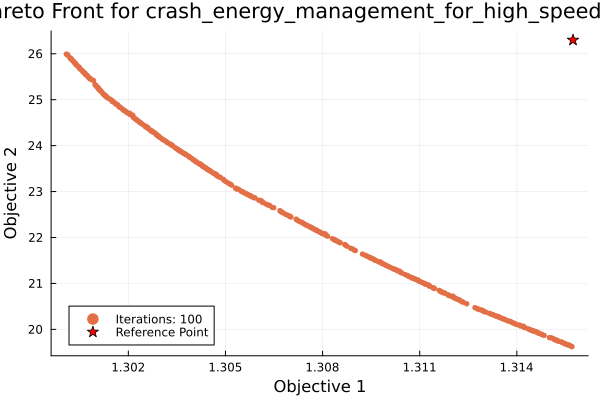 reto Front for crash_energy_management_for_high_speed
26
25
24
23
22
21
20
Objective 2
Iterations: 100
Reference Point
1.302
1.305
1.308
1.311
1.314
Objective 1